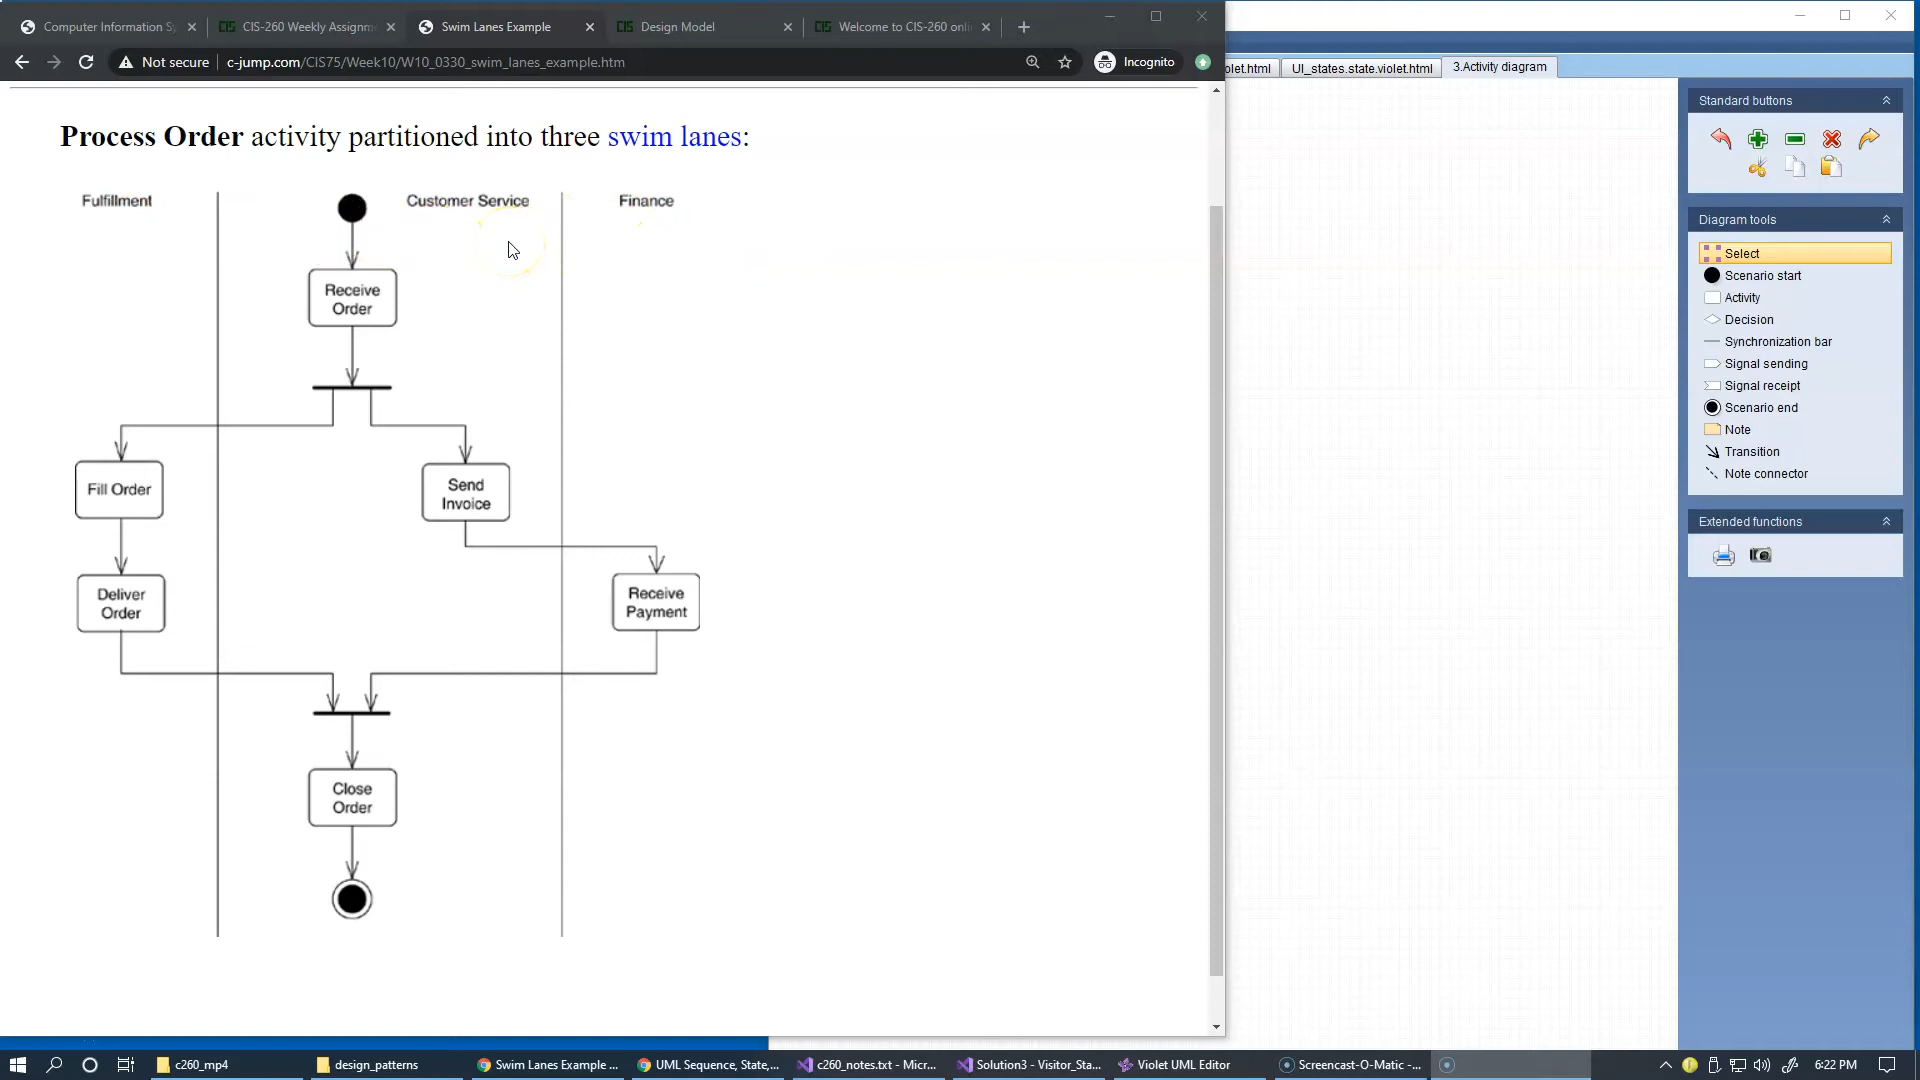 Computer Information Sy
CIS-260 Weekly Assignm
Swim Lanes Example
CIS Design Model
CIS Welcome to CIS-260 onli
Not secure
c-jump.com/CIS75/Week10/W10_0330_swim_lanes_example.htm
Incognito
olet.html
UI_states.state.violet.html
3.Activity diagram
Process Order activity partitioned into three swim lanes:
Fulfillment
Customer Service
Finance
Receive
Order
Fill Order
Send
Invoice
Deliver
Order
Receive
Payment
Close
Order
Standard buttons
Diagram tools
Select
Scenario start
Activity
Decision
Synchronization bar
Signal sending
Signal receipt
Scenario end
Note
Transition
Note connector
Extended functions
c260_mp4
design_patterns
Swim Lanes Example ...
UML Sequence, State,...
c260_notes.txt - Micr...
Solution3 - Visitor_Sta...
Violet UML Editor
Screencast-O-Matic -...
6:22 PM